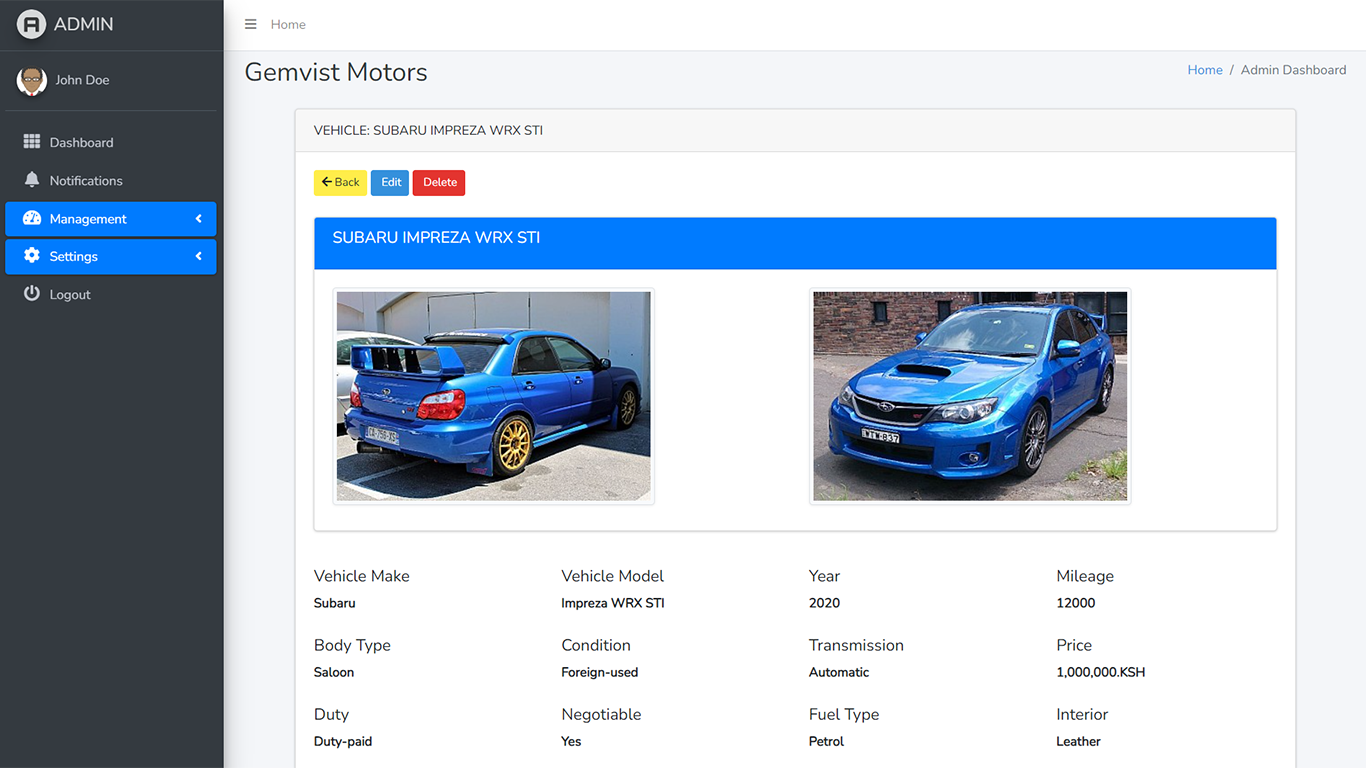 ADMIN
Home
John Doe
Gemvist Motors
Home / Admin Dashboard
Dashboard
Notifications
Management
Settings
Logout
VEHICLE: SUBARU IMPREZA WRX STI
Back Edit Delete
SUBARU IMPREZA WRX STI
Vehicle Make Vehicle Model Year Mileage
Subaru Impreza WRX STI 2020 12000
Body Type Condition Transmission Price
Saloon Foreign-used Automatic 1,000,000.KSH
Duty Negotiable Fuel Type Interior
Duty-paid Yes Petrol Leather